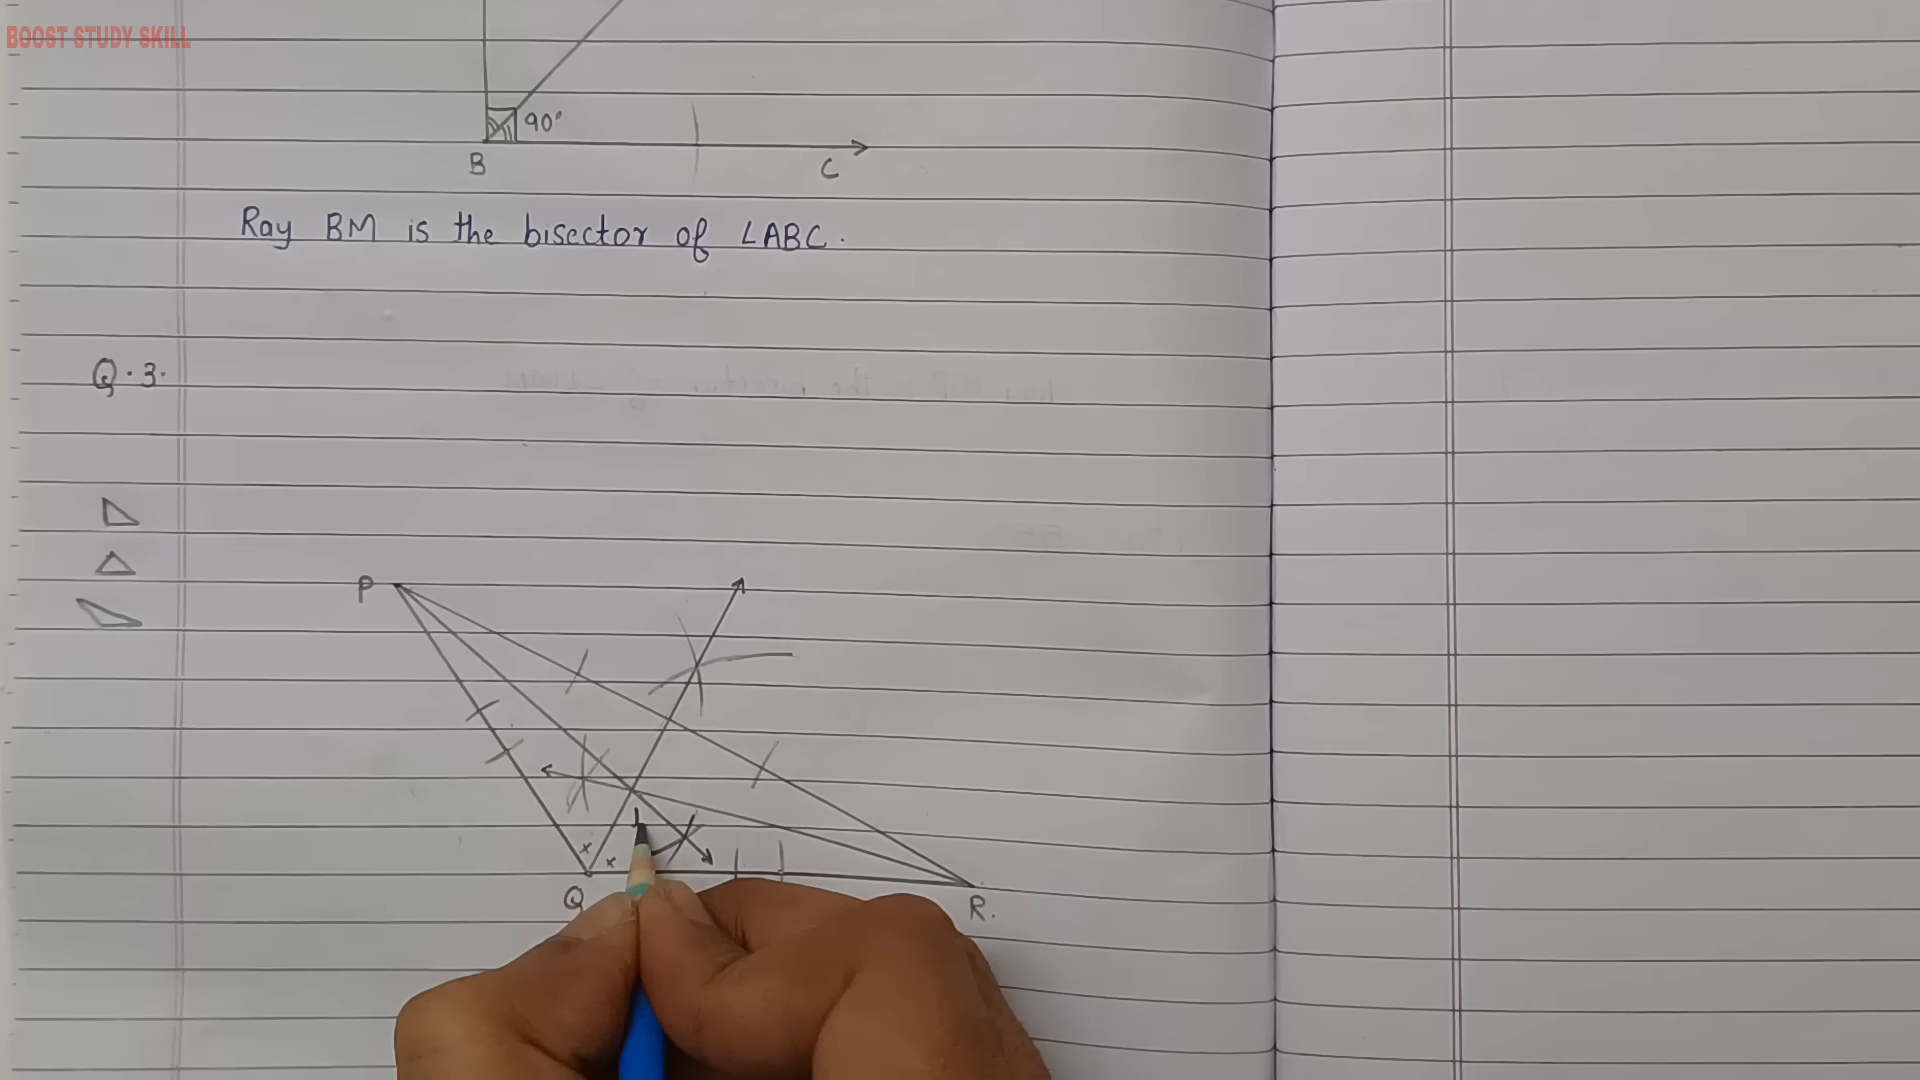 BOOST STUDY SKILL
90°
B
C
Ray BM is the bisector of ∠ABC.
Q.3.
P
Q
R.